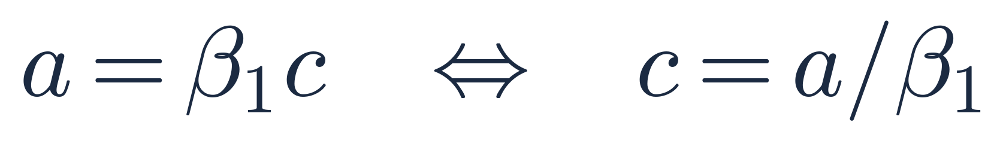 a = β₁c ⇔ c = a/β₁